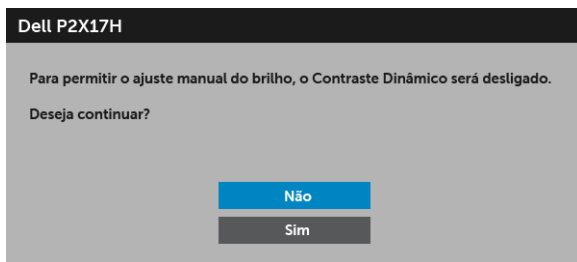 Dell P2X17H
Para permitir o ajuste manual do brilho, o Contraste Dinâmico será desligado.
Deseja continuar?
Não
Sim